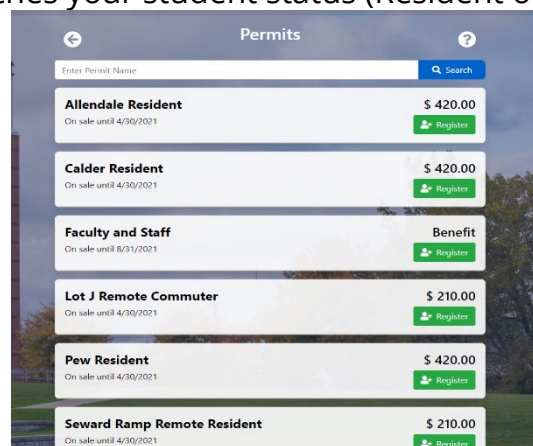 ches your student status (Resident o
Permits
?
Enter Permit Name
Search
Allendale Resident
$ 420.00
On sale until 4/30/2021
Register
Calder Resident
$ 420.00
On sale until 4/30/2021
Register
Faculty and Staff
Benefit
On sale until 8/31/2021
Register
Lot J Remote Commuter
$ 210.00
On sale until 4/30/2021
Register
Pew Resident
$ 420.00
On sale until 4/30/2021
Register
Seward Ramp Remote Resident
$ 210.00
On sale until 4/30/2021
Register